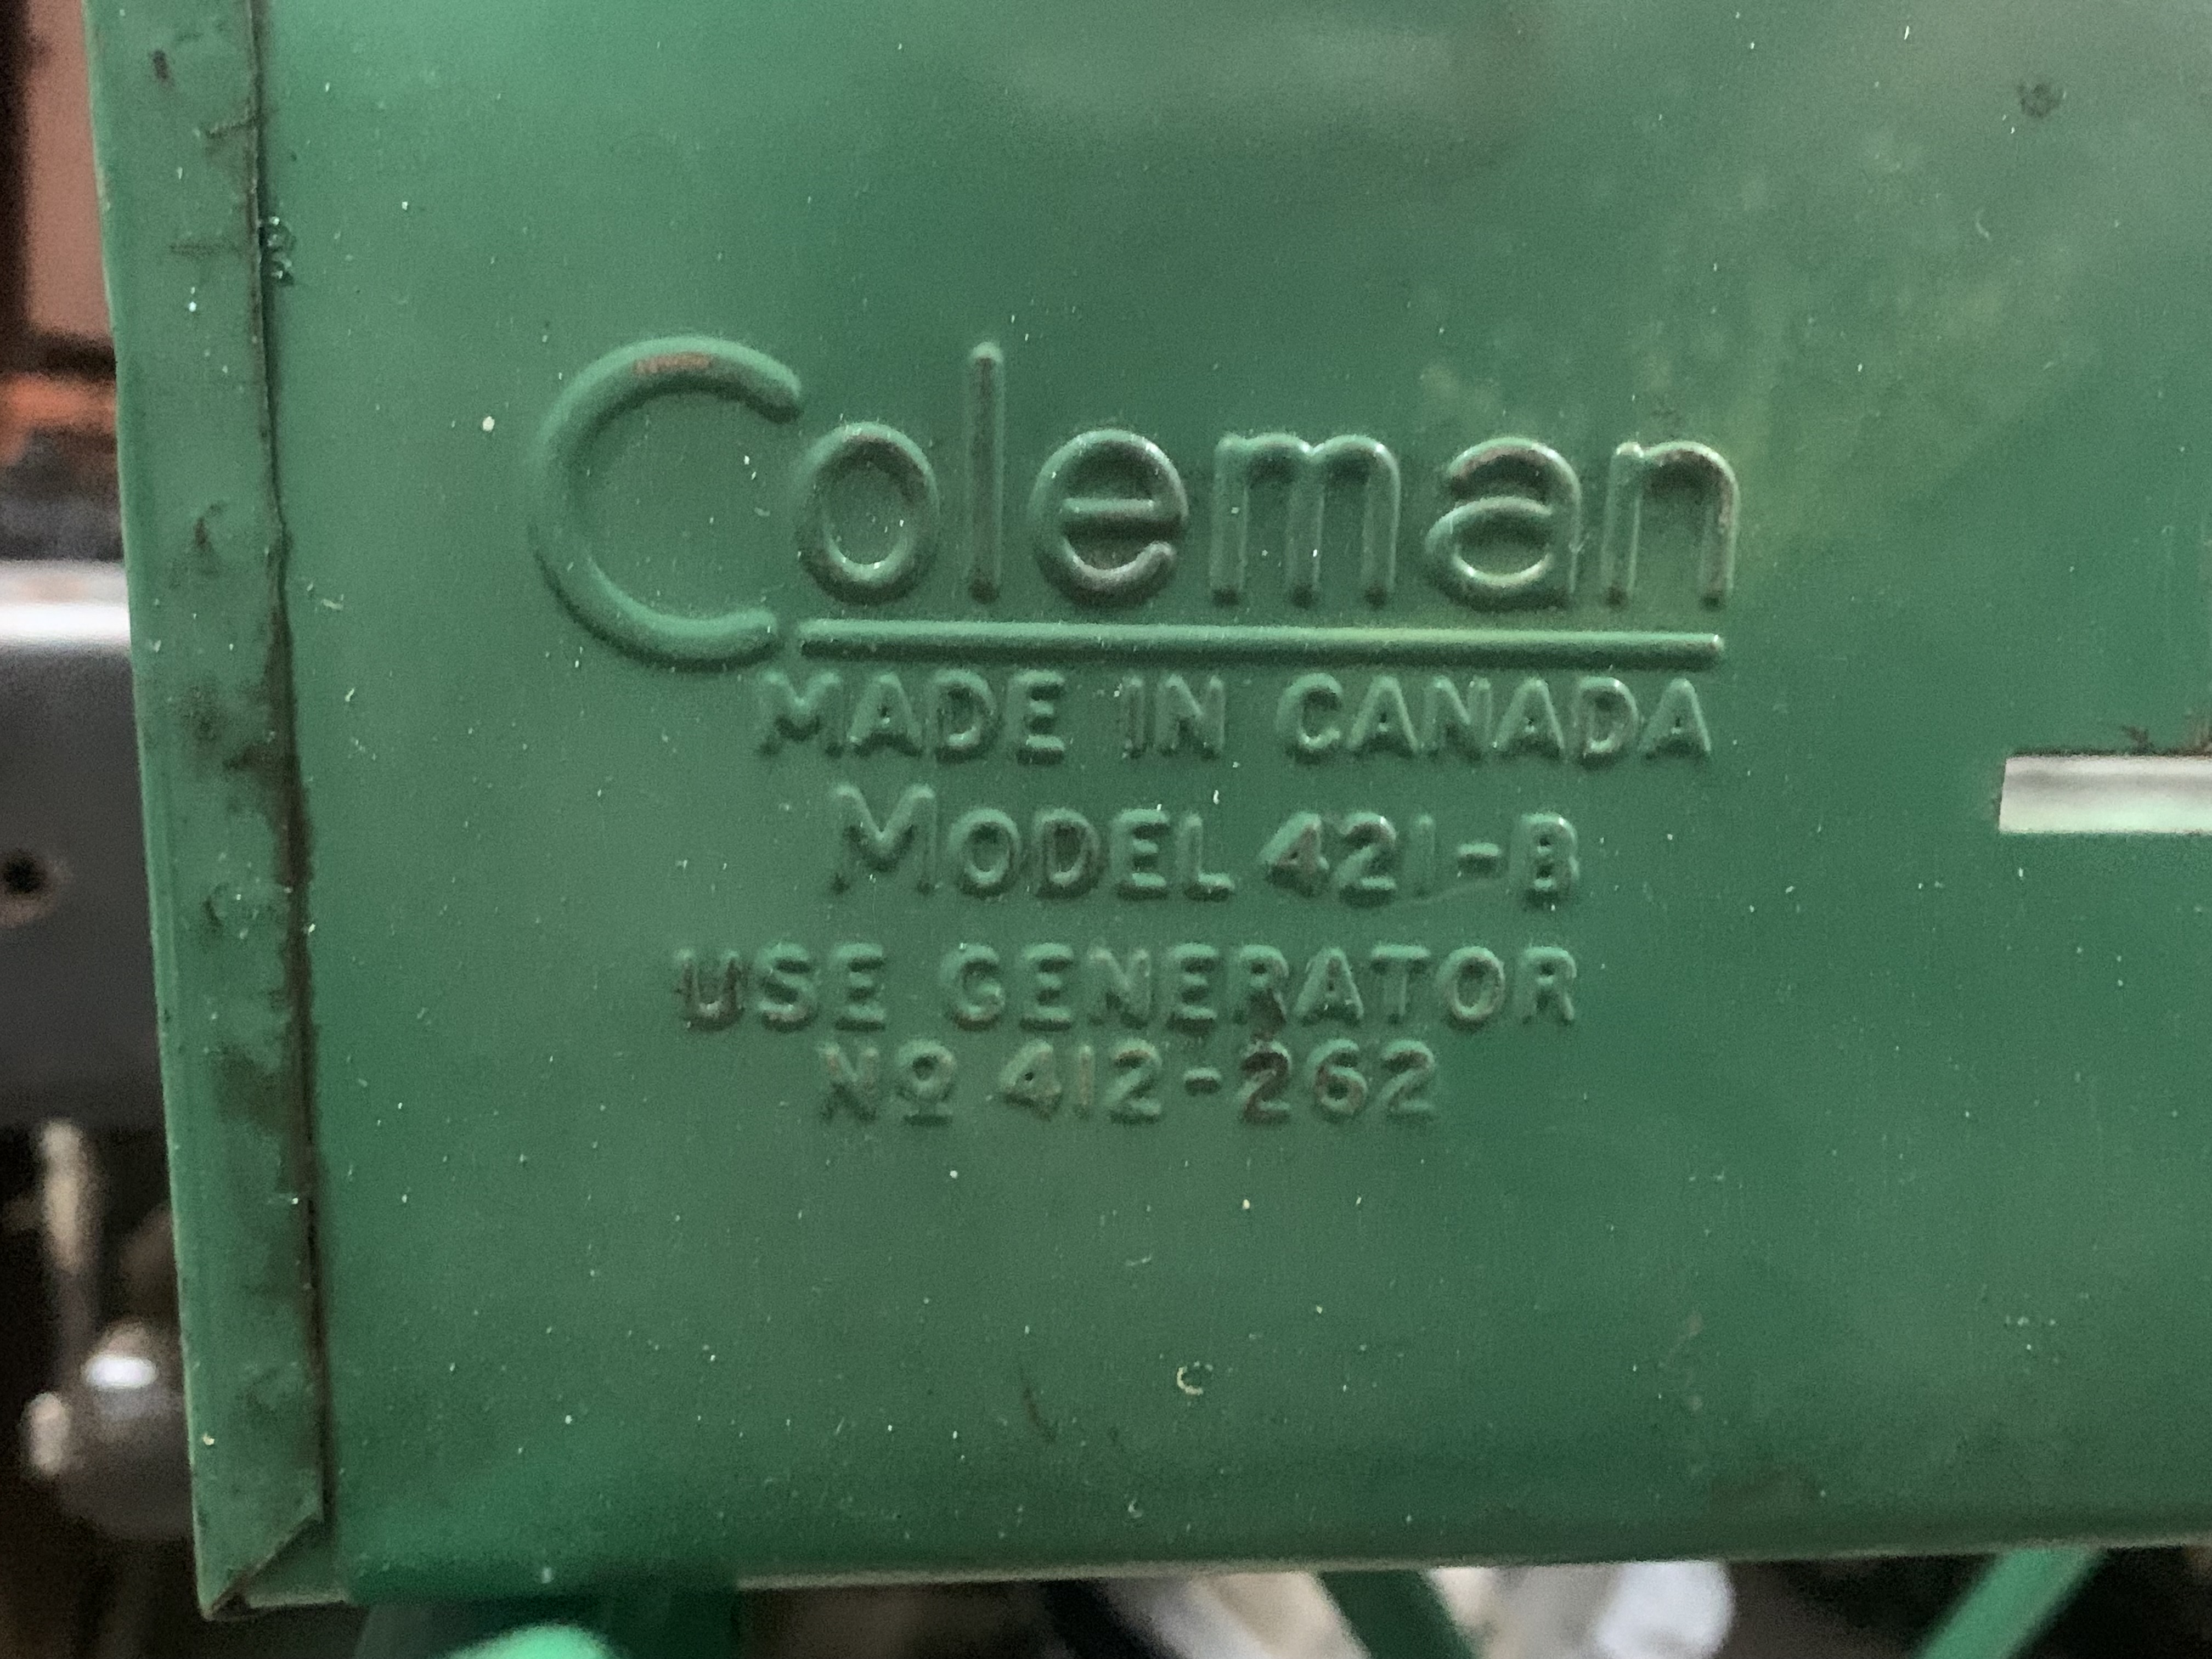 Coleman
MADE IN CANADA
MODEL 421-B
USE GENERATOR
Nº 412-262